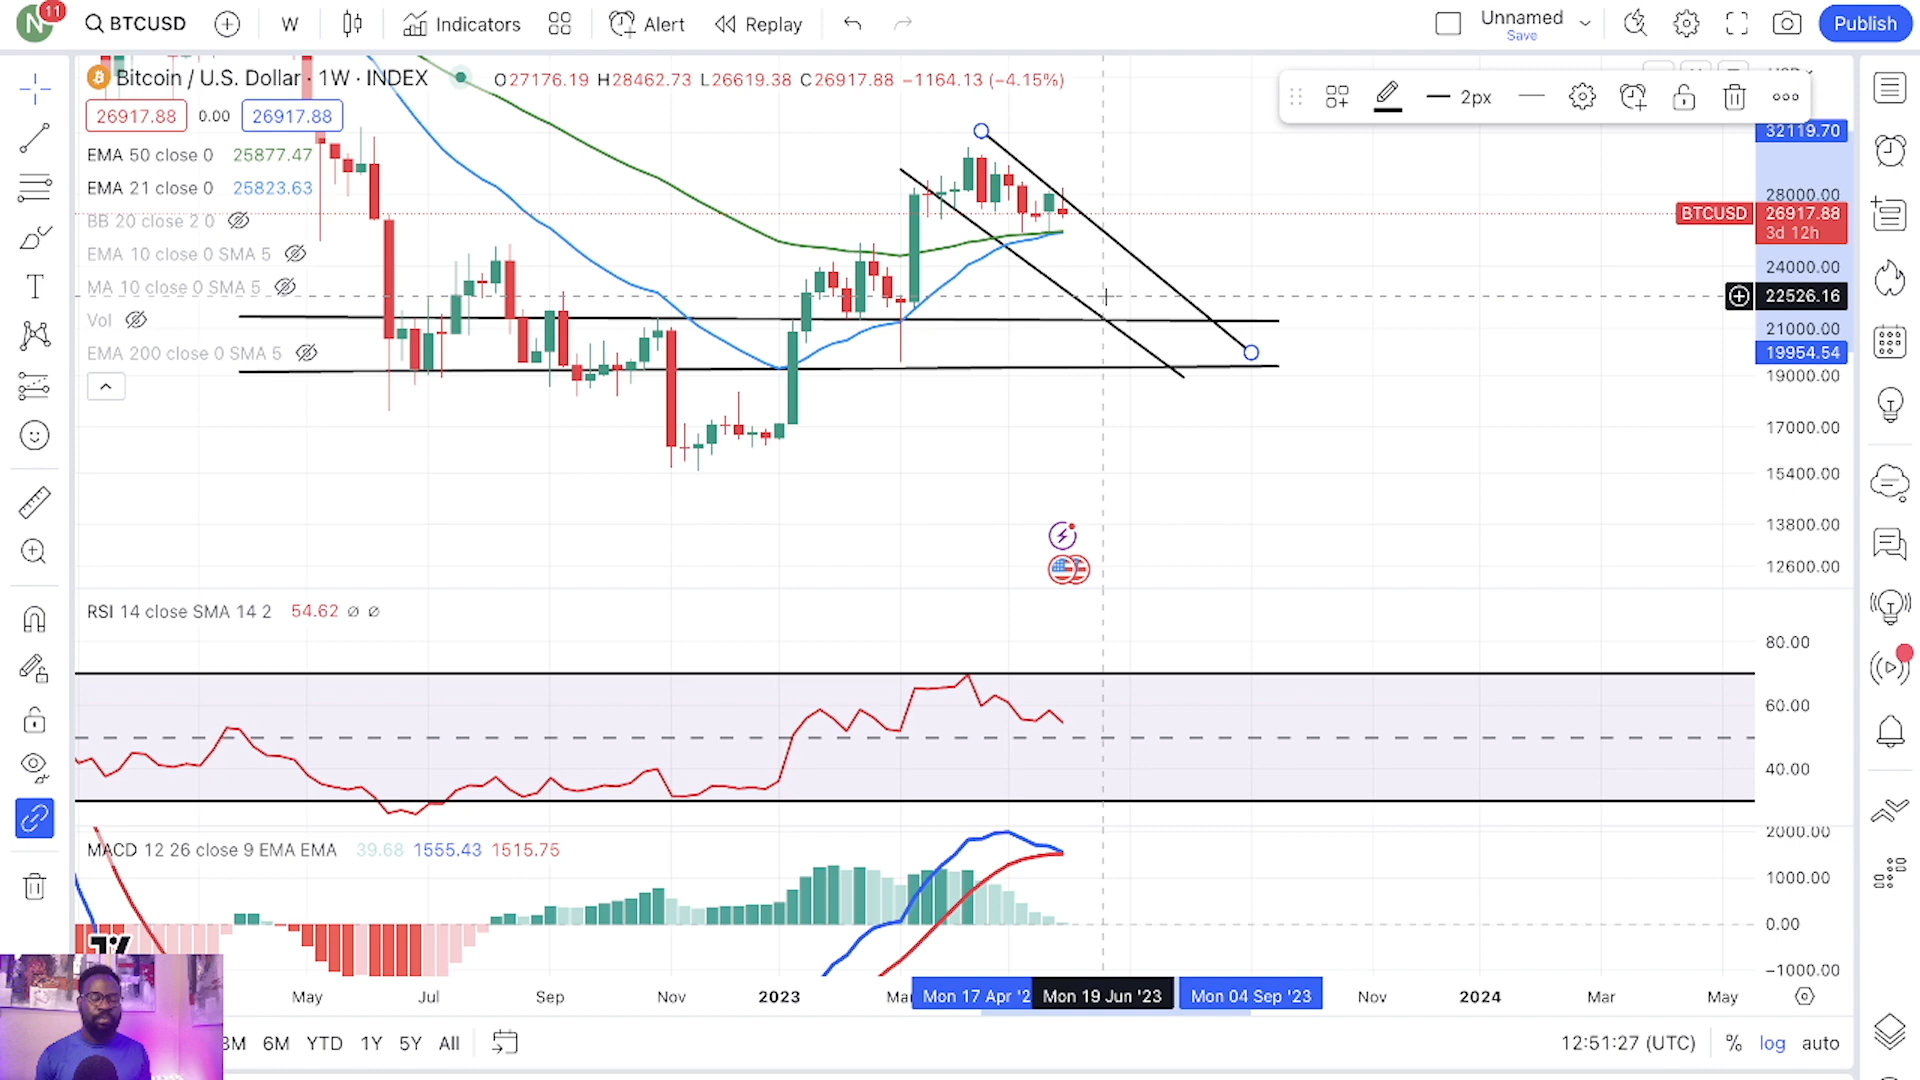 N 11 BTCUSD W Indicators Alert Replay Unnamed Save Publish
Bitcoin / U.S. Dollar · 1W · INDEX O27176.19 H28462.73 L26619.38 C26917.88 −1164.13 (−4.15%)
26917.88 0.00 26917.88
2px
EMA 50 close 0 25877.47
EMA 21 close 0 25823.63
BB 20 close 2 0
EMA 10 close 0 SMA 5
MA 10 close 0 SMA 5
Vol
EMA 200 close 0 SMA 5
32119.70
28000.00
BTCUSD 26917.88
3d 12h
24000.00
22526.16
21000.00
19954.54
19000.00
17000.00
15400.00
13800.00
12600.00
RSI 14 close SMA 14 2 54.62 ∅ ∅
80.00
60.00
40.00
MACD 12 26 close 9 EMA EMA 39.68 1555.43 1515.75
2000.00
1000.00
0.00
−1000.00
May Jul Sep Nov 2023 Mar Mon 17 Apr '2 Mon 19 Jun '23 Mon 04 Sep '23 Nov 2024 Mar May
3M 6M YTD 1Y 5Y All 12:51:27 (UTC) % log auto